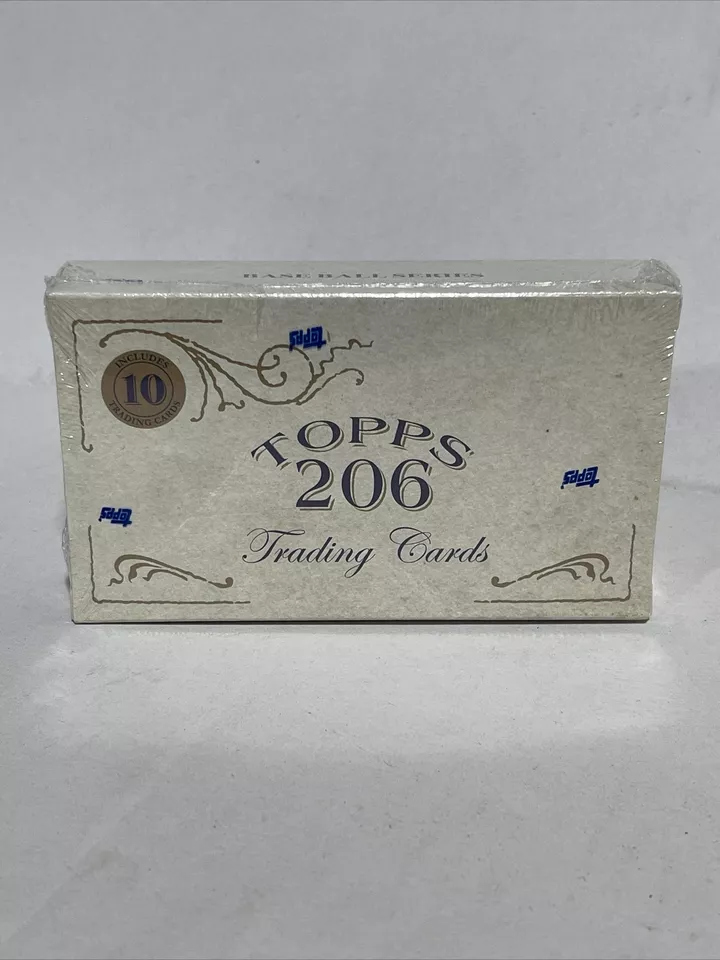 BASE BALL SERIES
topps
INCLUDES
10
TRADING CARDS
TOPPS
206
topps
topps
Trading Cards